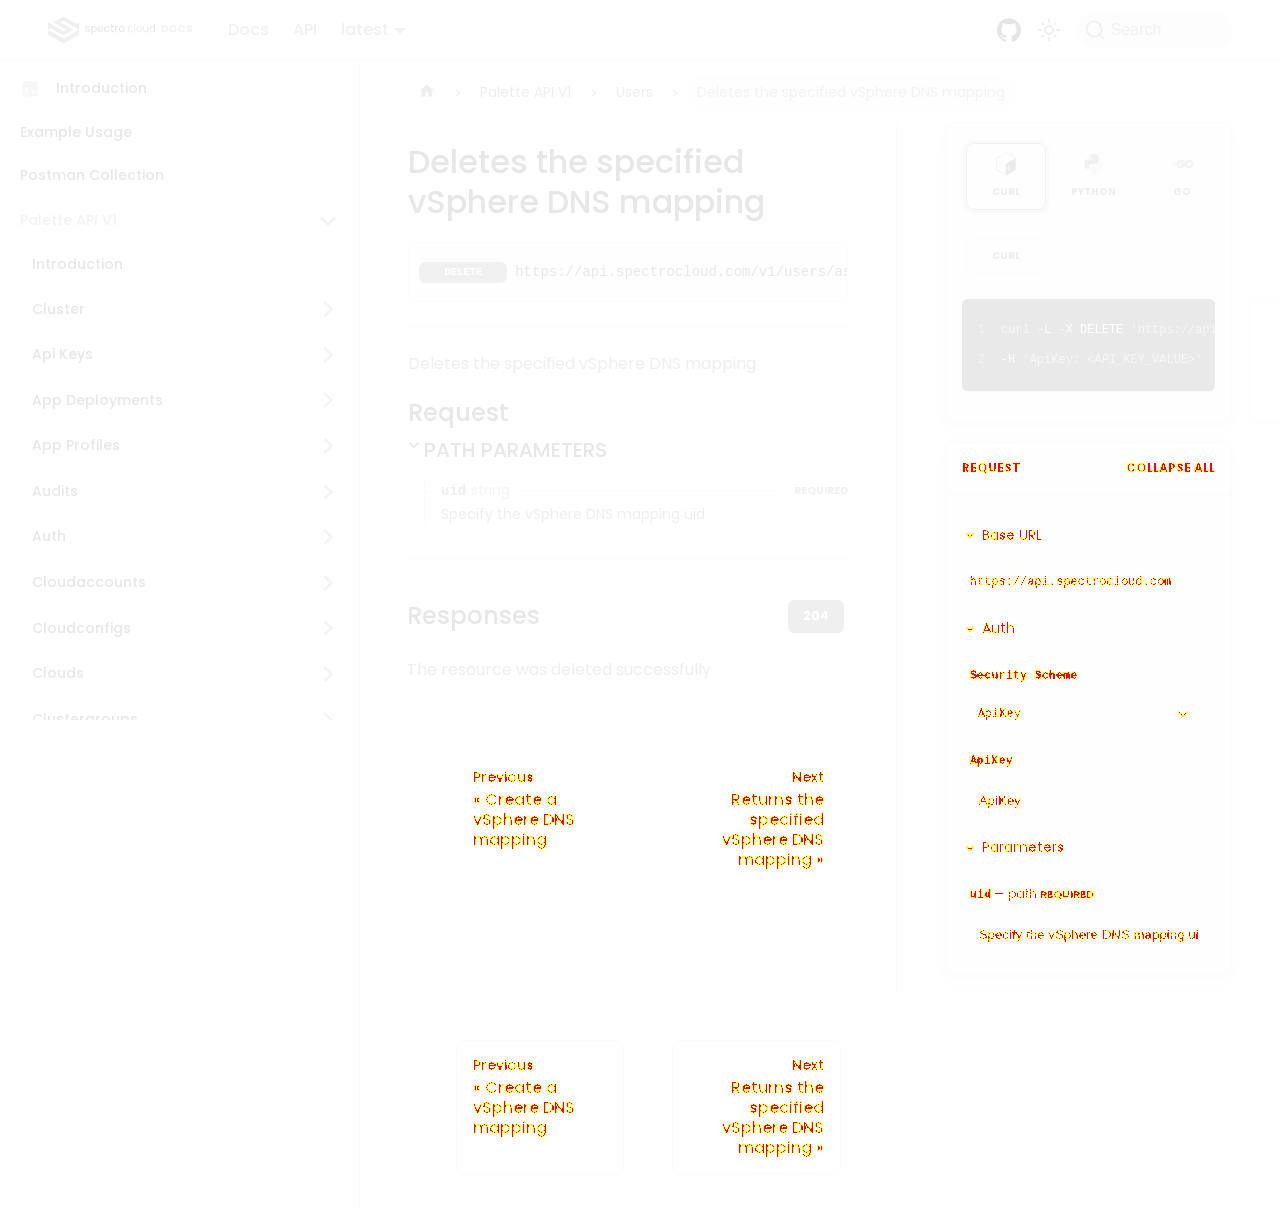 spectro cloud DOCS Docs API latest Search
Introduction
Example Usage
Postman Collection
Palette API V1
Introduction
Cluster
Api Keys
App Deployments
App Profiles
Audits
Auth
Cloudaccounts
Cloudconfigs
Clouds
Clustergroups
Palette API V1 Users Deletes the specified vSphere DNS mapping
Deletes the specified
vSphere DNS mapping
DELETE https://api.spectrocloud.com/v1/users/as
Deletes the specified vSphere DNS mapping
Request
PATH PARAMETERS
uid string REQUIRED
Specify the vSphere DNS mapping uid
Responses 204
The resource was deleted successfully
Previous
« Create a
vSphere DNS
mapping
Next
Returns the
specified
vSphere DNS
mapping »
Previous
« Create a
vSphere DNS
mapping
Next
Returns the
specified
vSphere DNS
mapping »
CURL PYTHON GO
CURL
1 curl -L -X DELETE 'https://api
2 -H 'ApiKey: <API_KEY_VALUE>'
REQUEST COLLAPSE ALL
Base URL
https://api.spectrocloud.com
Auth
Security Scheme
ApiKey
ApiKey
ApiKey
Parameters
uid — path REQUIRED
Specify the vSphere DNS mapping ui